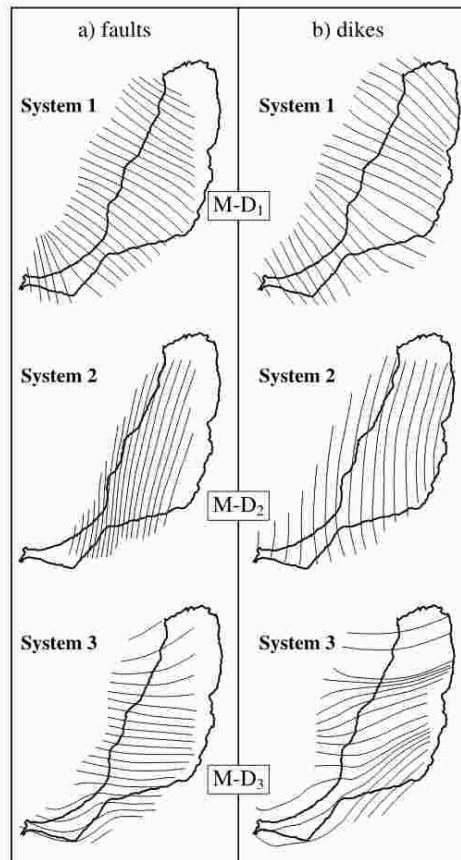 a) faults
b) dikes
System 1
System 1
M-D₁
System 2
System 2
M-D₂
System 3
System 3
M-D₃